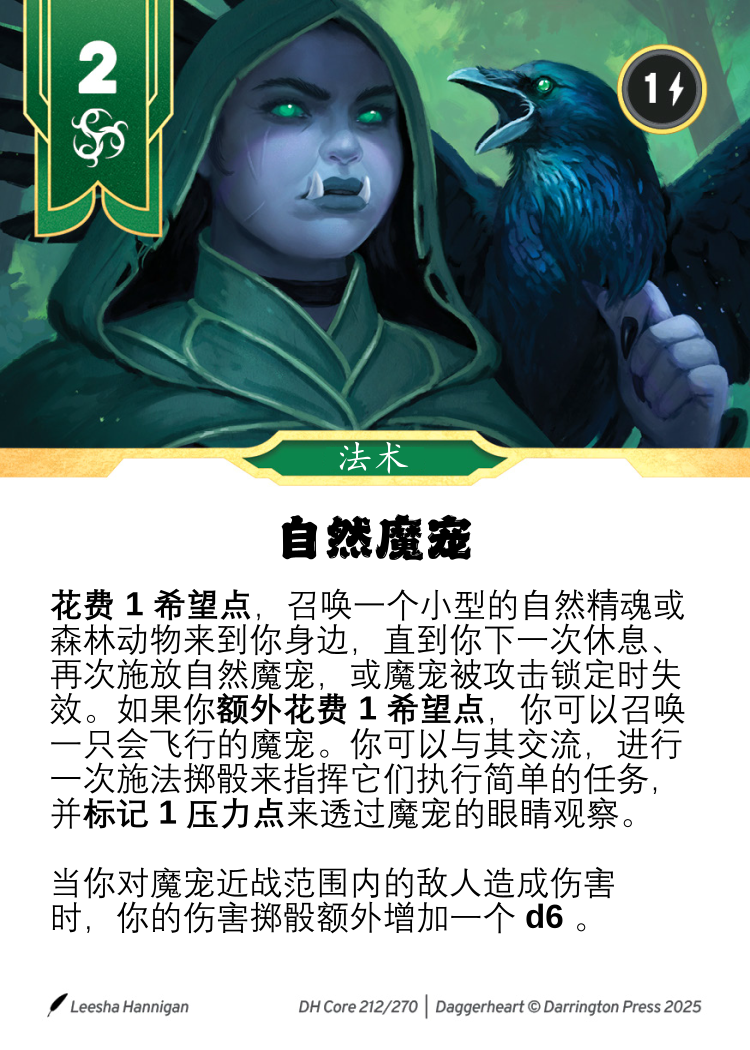 2
1
法术
自然魔宠
花费 1 希望点，召唤一个小型的自然精魂或
森林动物来到你身边，直到你下一次休息、
再次施放自然魔宠，或魔宠被攻击锁定时失
效。如果你额外花费 1 希望点，你可以召唤
一只会飞行的魔宠。你可以与其交流，进行
一次施法掷骰来指挥它们执行简单的任务，
并标记 1 压力点来透过魔宠的眼睛观察。
当你对魔宠近战范围内的敌人造成伤害
时，你的伤害掷骰额外增加一个 d6 。
Leesha Hannigan
DH Core 212/270 | Daggerheart © Darrington Press 2025